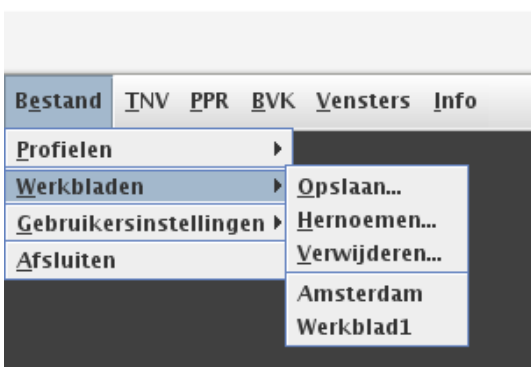 Bestand TNV PPR BVK Vensters Info
Profielen
Werkbladen
Gebruikersinstellingen
Afsluiten
Opslaan...
Hernoemen...
Verwijderen...
Amsterdam
Werkblad1